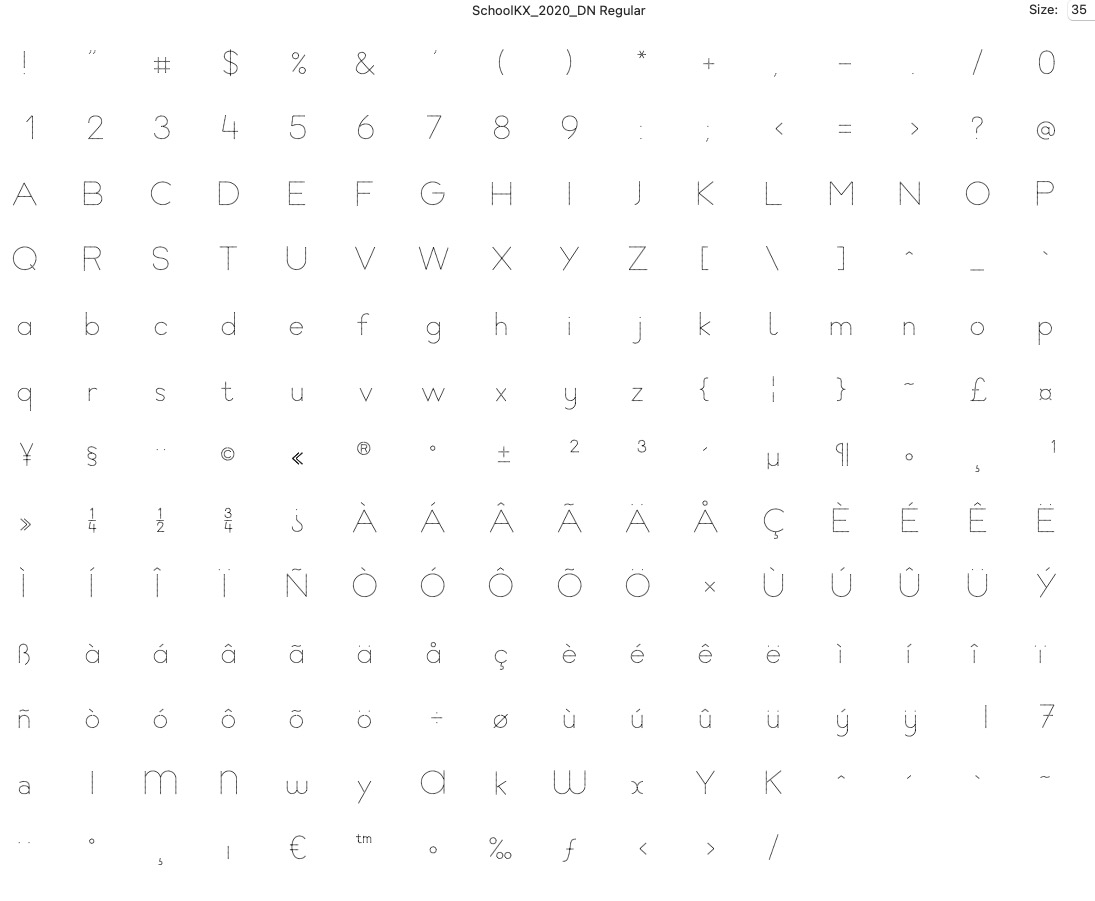 SchoolKX_2020_DN Regular Size: 35
! " # $ % & ' ( ) * + , - . / 0
1 2 3 4 5 6 7 8 9 : ; < = > ? @
A B C D E F G H I J K L M N O P
Q R S T U V W X Y Z [ \ ] ^ _ `
a b c d e f g h i j k l m n o p
q r s t u v w x y z { ¦ } ~ £ ¤
¥ § ¨ © « ® ° ± ² ³ ´ µ ¶ ∘ ¸ ¹
» ¼ ½ ¾ ¿ À Á Â Ã Ä Å Ç È É Ê Ë
Ì Í Î Ï Ñ Ò Ó Ô Õ Ö × Ù Ú Û Ü Ý
ß à á â ã ä å ç è é ê ë ì í î ï
ñ ò ó ô õ ö ÷ ø ù ú û ü ý ÿ | 7
a l m n w y a k w x Y K ˆ ´ ` ˜
¨ ° ¸ ı € ™ ∘ ‰ ƒ ‹ › /